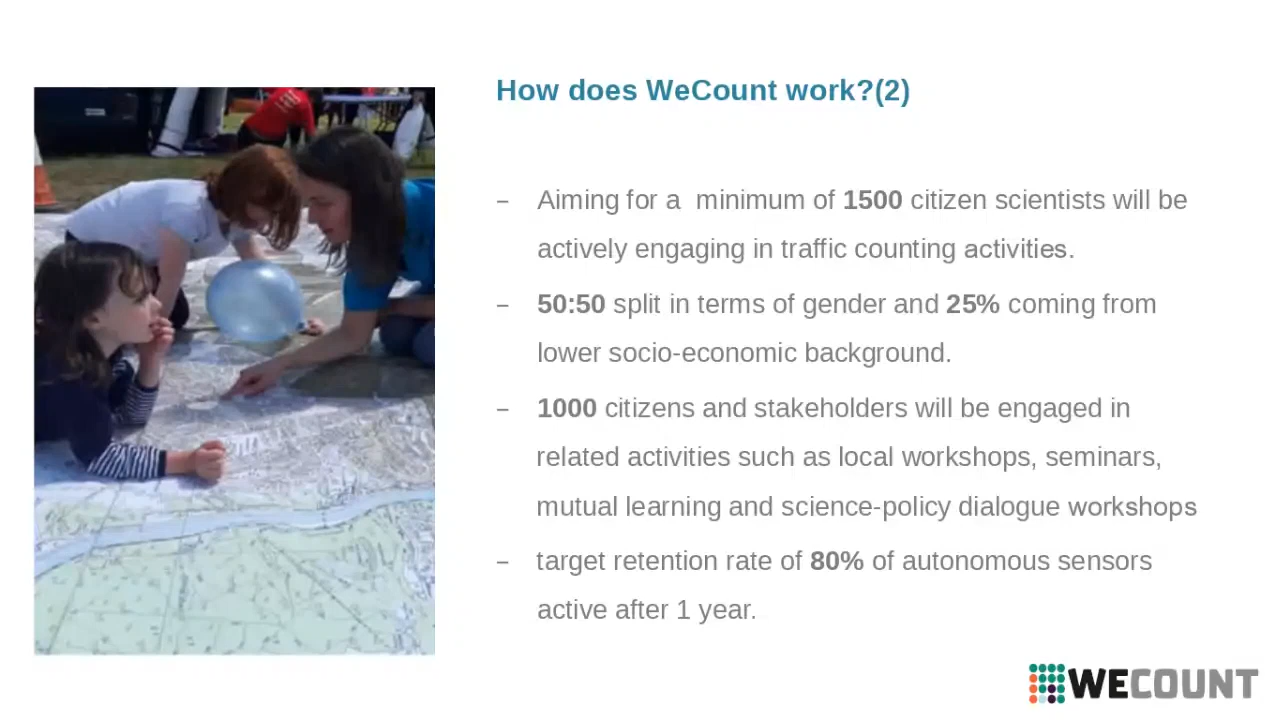 How does WeCount work?(2)
– Aiming for a  minimum of 1500 citizen scientists will be
actively engaging in traffic counting activities.
– 50:50 split in terms of gender and 25% coming from
lower socio-economic background.
– 1000 citizens and stakeholders will be engaged in
related activities such as local workshops, seminars,
mutual learning and science-policy dialogue workshops
– target retention rate of 80% of autonomous sensors
active after 1 year.
WECOUNT